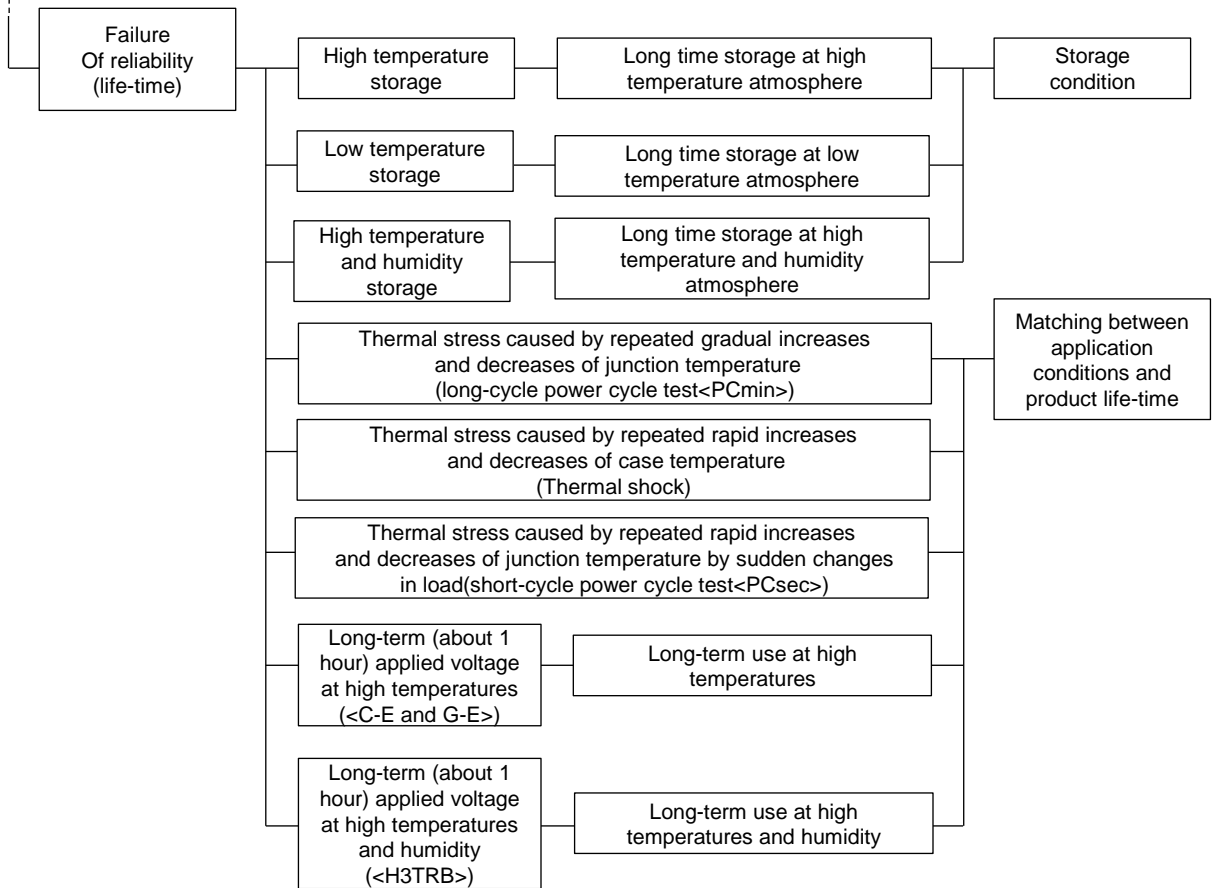 Failure
Of reliability
(life-time)
High temperature
storage
Long time storage at high
temperature atmosphere
Storage
condition
Low temperature
storage
Long time storage at low
temperature atmosphere
High temperature
and humidity
storage
Long time storage at high
temperature and humidity
atmosphere
Thermal stress caused by repeated gradual increases
and decreases of junction temperature
(long-cycle power cycle test<PCmin>)
Matching between
application
conditions and
product life-time
Thermal stress caused by repeated rapid increases
and decreases of case temperature
(Thermal shock)
Thermal stress caused by repeated rapid increases
and decreases of junction temperature by sudden changes
in load(short-cycle power cycle test<PCsec>)
Long-term (about 1
hour) applied voltage
at high temperatures
(<C-E and G-E>)
Long-term use at high
temperatures
Long-term (about 1
hour) applied voltage
at high temperatures
and humidity
(<H3TRB>)
Long-term use at high
temperatures and humidity